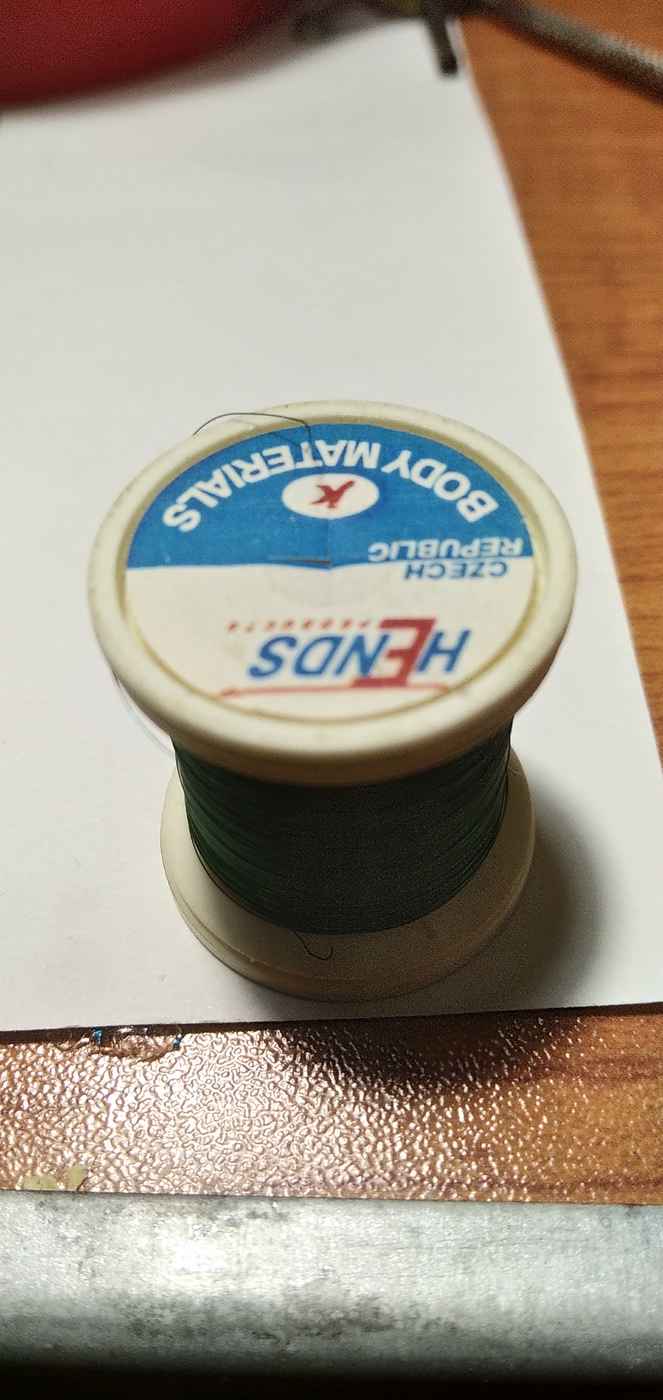 HENDS
PRODUCTS
CZECH
REPUBLIC
BODY MATERIALS